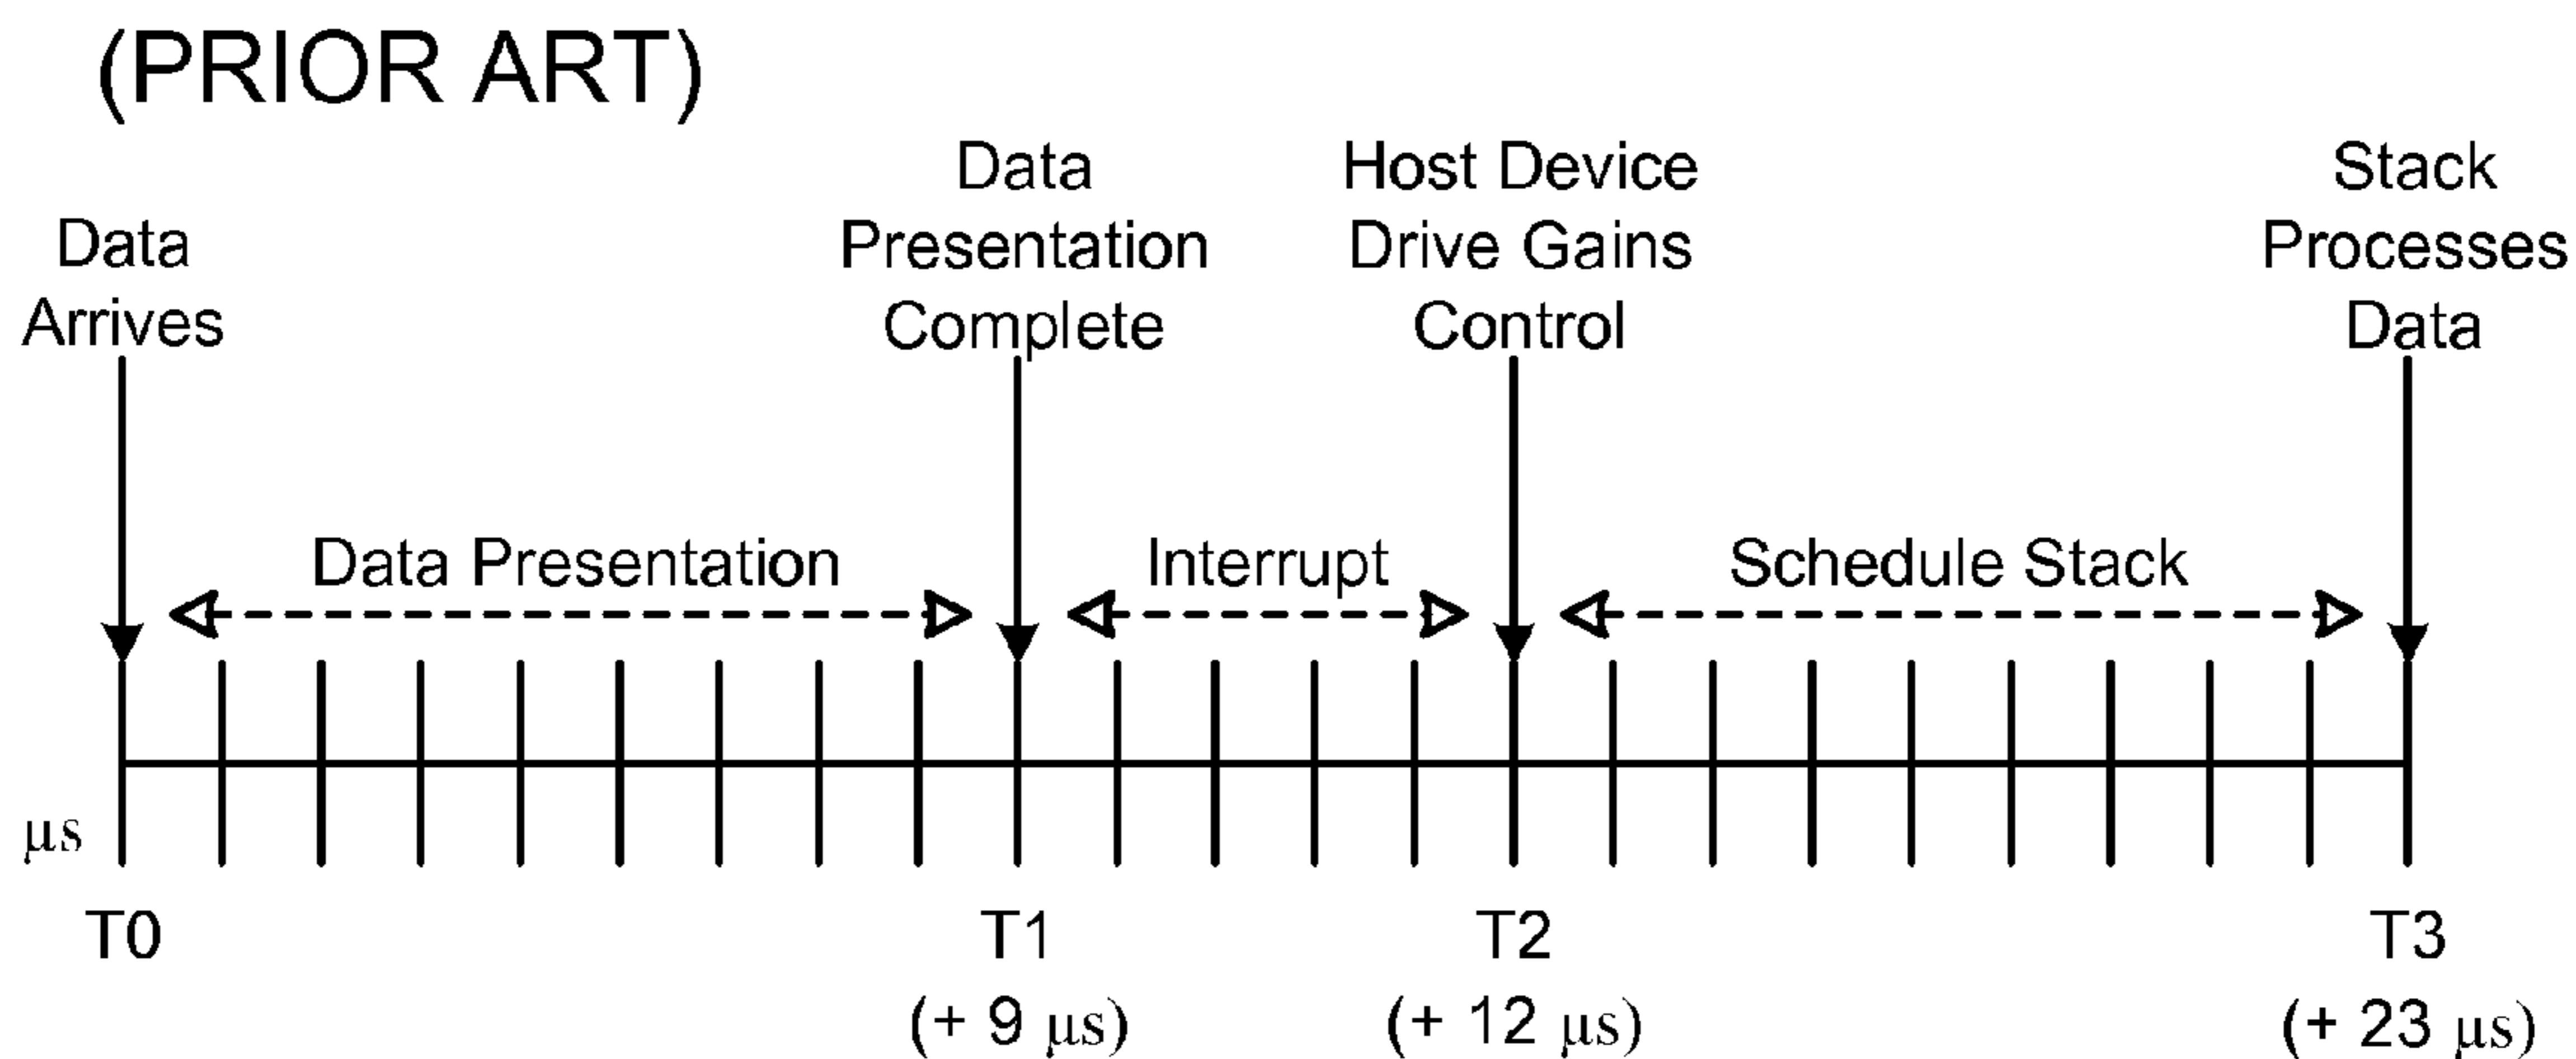 (PRIOR ART)
Data
Arrives
Data
Presentation
Complete
Host Device
Drive Gains
Control
Stack
Processes
Data
Data Presentation
Interrupt
Schedule Stack
µs
T0
T1
(+ 9 µs)
T2
(+ 12 µs)
T3
(+ 23 µs)